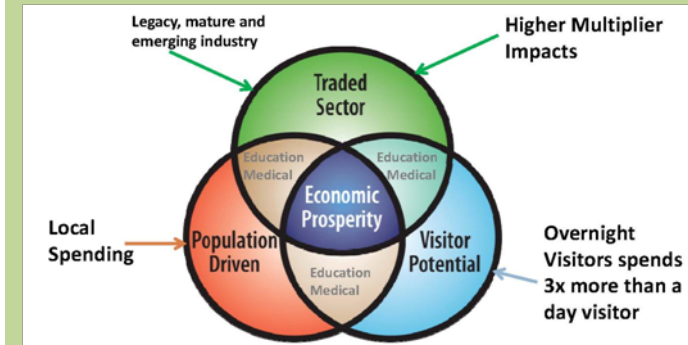 Legacy, mature and
emerging industry
Higher Multiplier
Impacts
Traded
Sector
Education
Medical
Education
Medical
Economic
Prosperity
Local
Spending
Population
Driven
Visitor
Potential
Education
Medical
Overnight
Visitors spends
3x more than a
day visitor